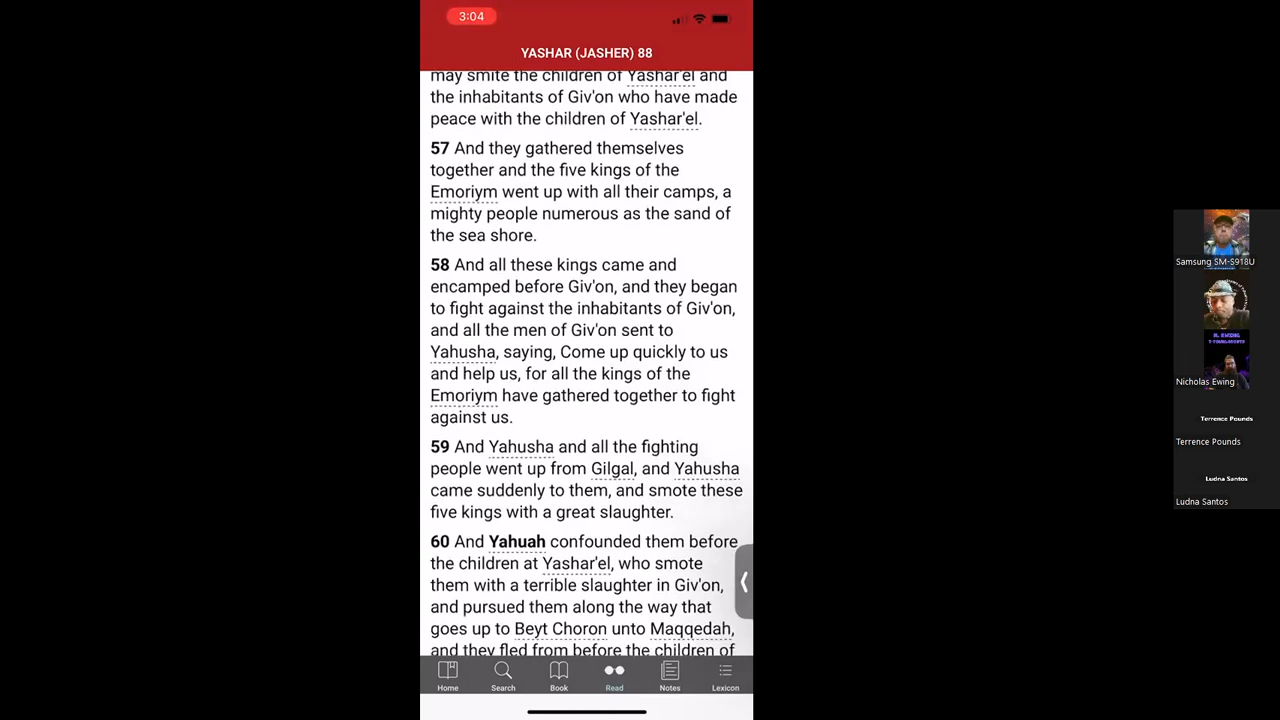 3:04
YASHAR (JASHER) 88
may smite the children of Yashar'el and
the inhabitants of Giv'on who have made
peace with the children of Yashar'el.
57 And they gathered themselves
together and the five kings of the
Emoriym went up with all their camps, a
mighty people numerous as the sand of
the sea shore.
58 And all these kings came and
encamped before Giv'on, and they began
to fight against the inhabitants of Giv'on,
and all the men of Giv'on sent to
Yahusha, saying, Come up quickly to us
and help us, for all the kings of the
Emoriym have gathered together to fight
against us.
59 And Yahusha and all the fighting
people went up from Gilgal, and Yahusha
came suddenly to them, and smote these
five kings with a great slaughter.
60 And Yahuah confounded them before
the children at Yashar'el, who smote
them with a terrible slaughter in Giv'on,
and pursued them along the way that
goes up to Beyt Choron unto Maqqedah,
and they fled from before the children of
Home Search Book Read Notes Lexicon
Samsung SM-S918U
Nicholas Ewing
Terrence Pounds
Terrence Pounds
Ludna Santos
Ludna Santos